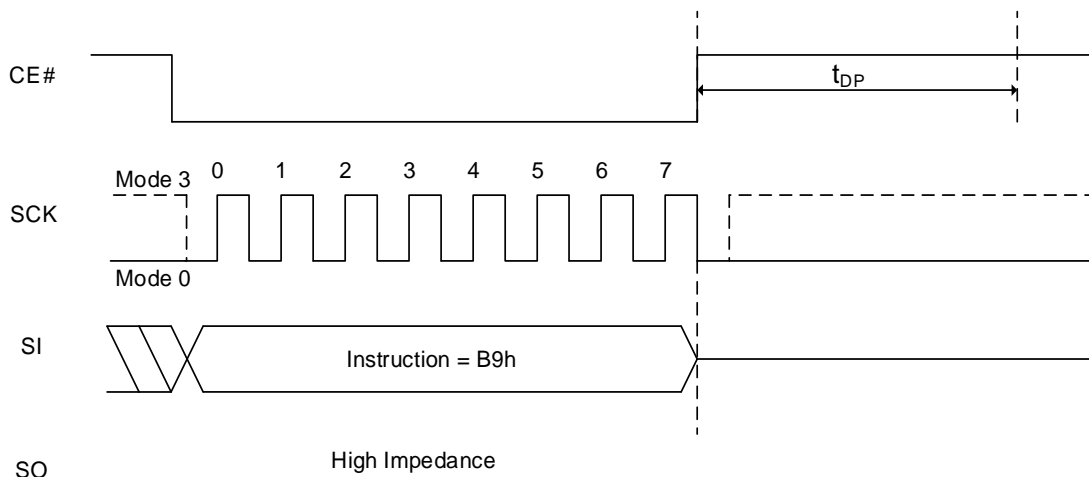 CE#
tDP
Mode 3
0 1 2 3 4 5 6 7
SCK
Mode 0
SI
Instruction = B9h
High Impedance
SO